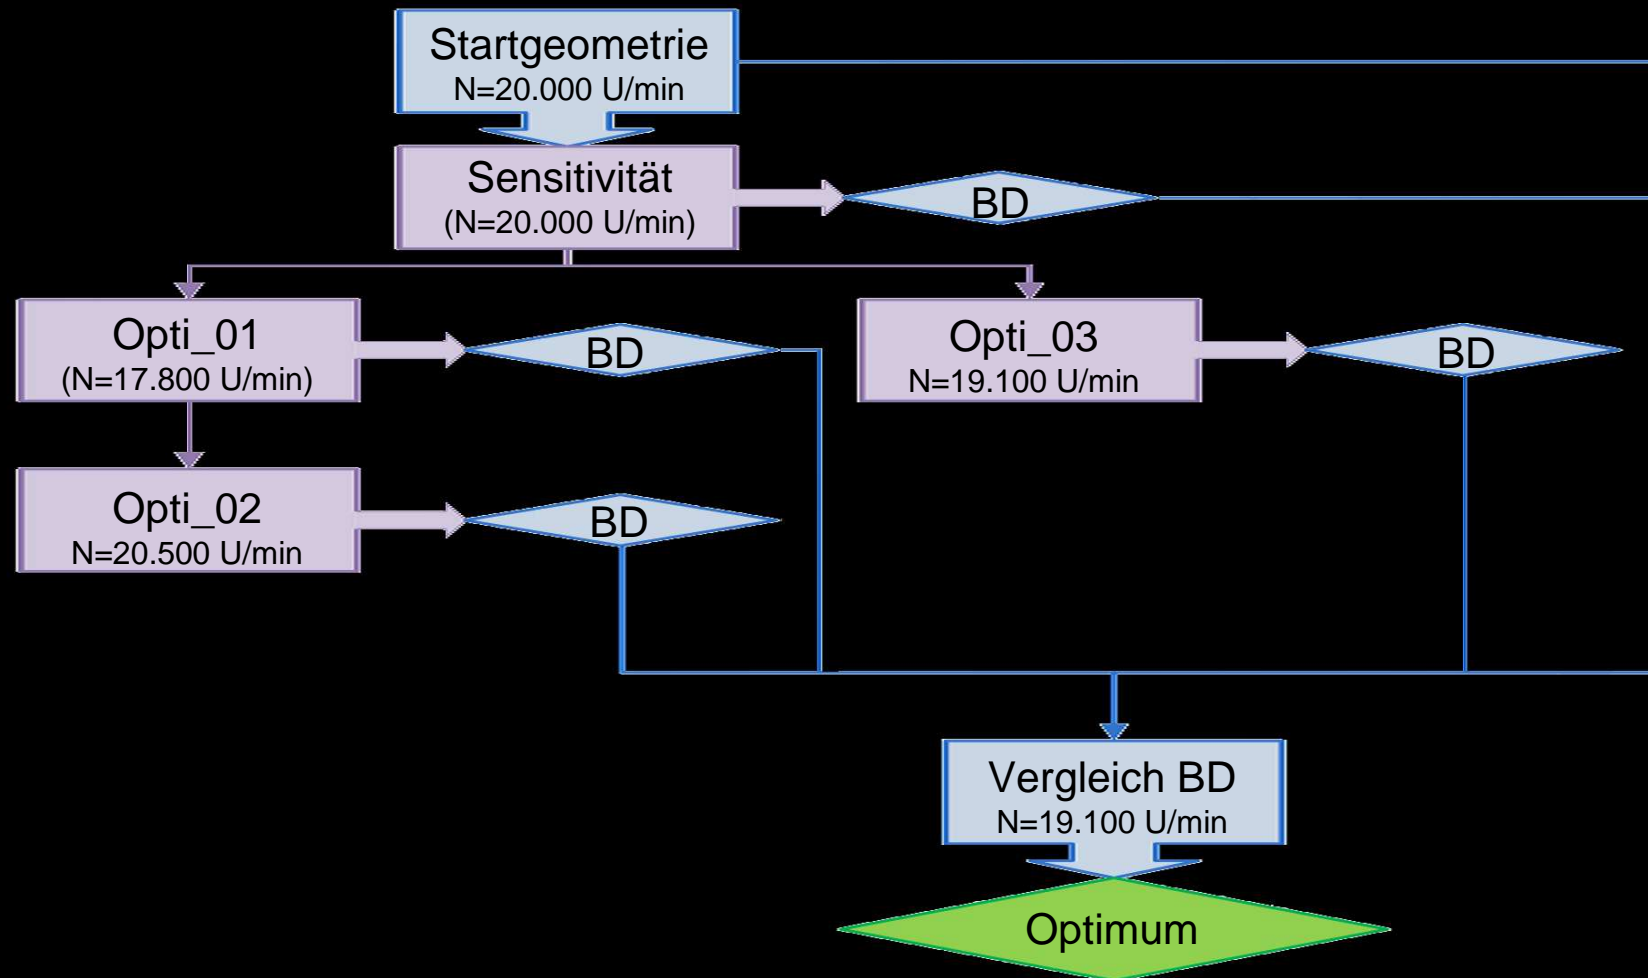 Startgeometrie
N=20.000 U/min
Sensitivität
(N=20.000 U/min)
BD
Opti_01
(N=17.800 U/min)
BD
Opti_03
N=19.100 U/min
BD
Opti_02
N=20.500 U/min
BD
Vergleich BD
N=19.100 U/min
Optimum